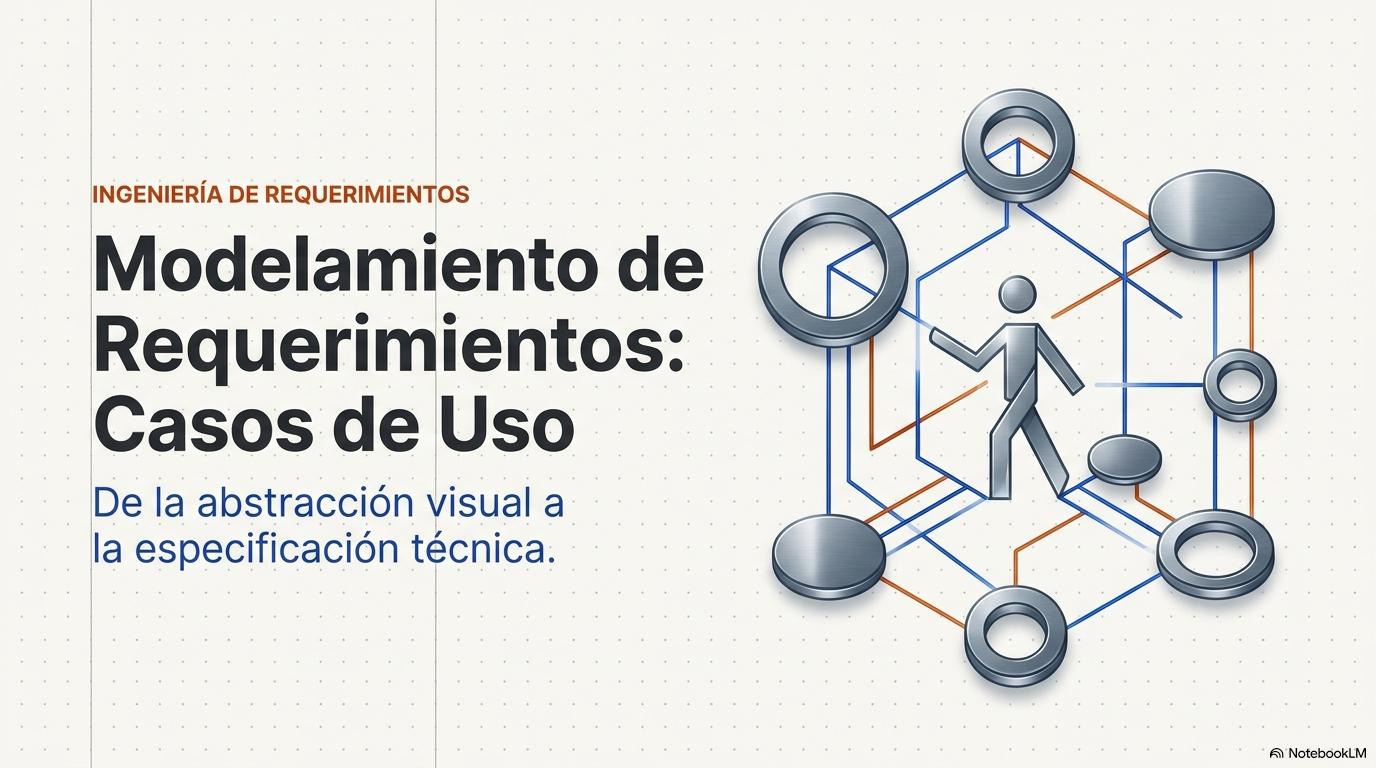 INGENIERÍA DE REQUERIMIENTOS
Modelamiento de
Requerimientos:
Casos de Uso
De la abstracción visual a
la especificación técnica.
NotebookLM